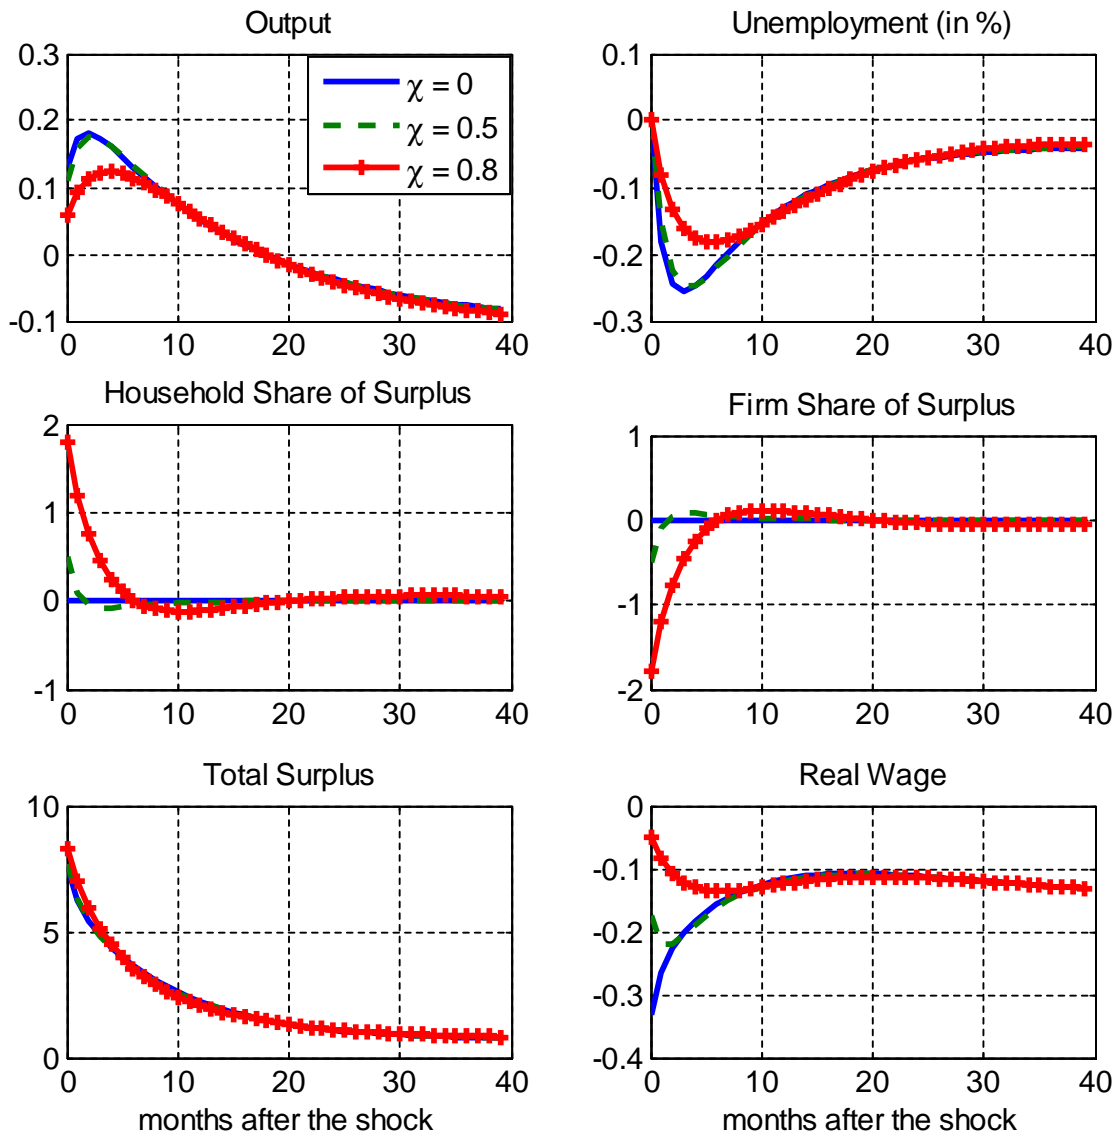 Output
0.3
0.2
0.1
0
-0.1
0 10 20 30 40
χ = 0
χ = 0.5
χ = 0.8
Unemployment (in %)
0.1
0
-0.1
-0.2
-0.3
0 10 20 30 40
Household Share of Surplus
2
1
0
-1
0 10 20 30 40
Firm Share of Surplus
1
0
-1
-2
0 10 20 30 40
Total Surplus
10
5
0
0 10 20 30 40
months after the shock
Real Wage
0
-0.1
-0.2
-0.3
-0.4
0 10 20 30 40
months after the shock